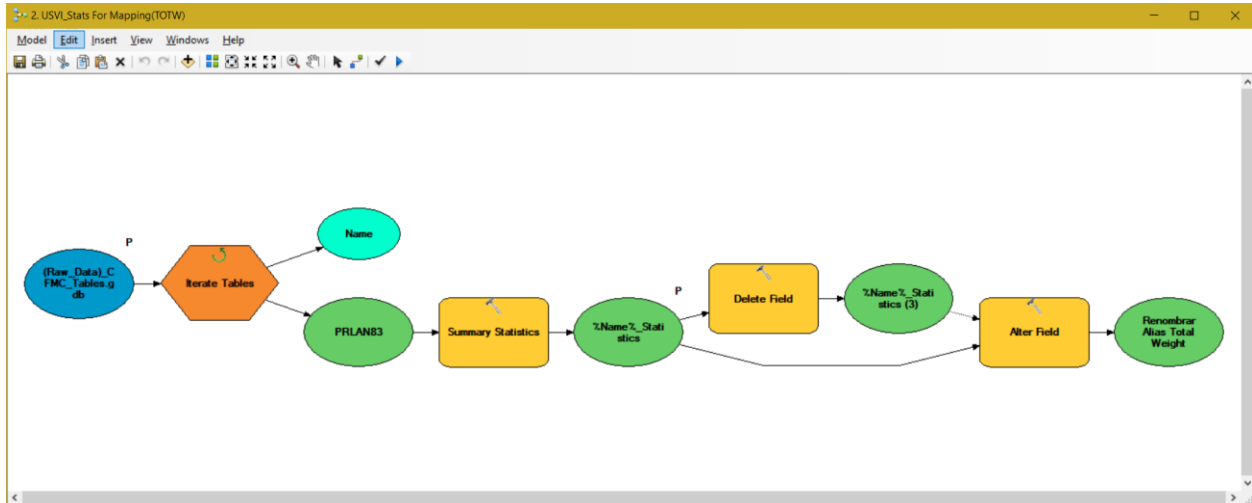 2. USVI_Stats For Mapping(TOTW)
Model Edit Insert View Windows Help
P
(Raw_Data)_C
FMC_Tables.g
db
Iterate Tables
Name
PRLAN83
Summary Statistics
%Name%_Stati
stics
P
Delete Field
%Name%_Stati
stics (3)
Alter Field
Renombrar
Alias Total
Weight